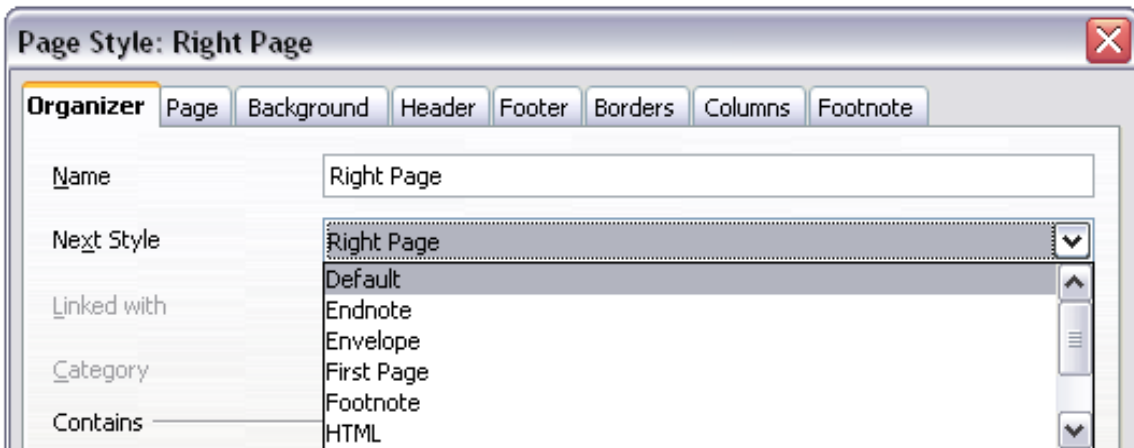 Page Style: Right Page
Organizer Page Background Header Footer Borders Columns Footnote
Name Right Page
Next Style Right Page
Default
Linked with Endnote
Envelope
Category First Page
Footnote
Contains HTML